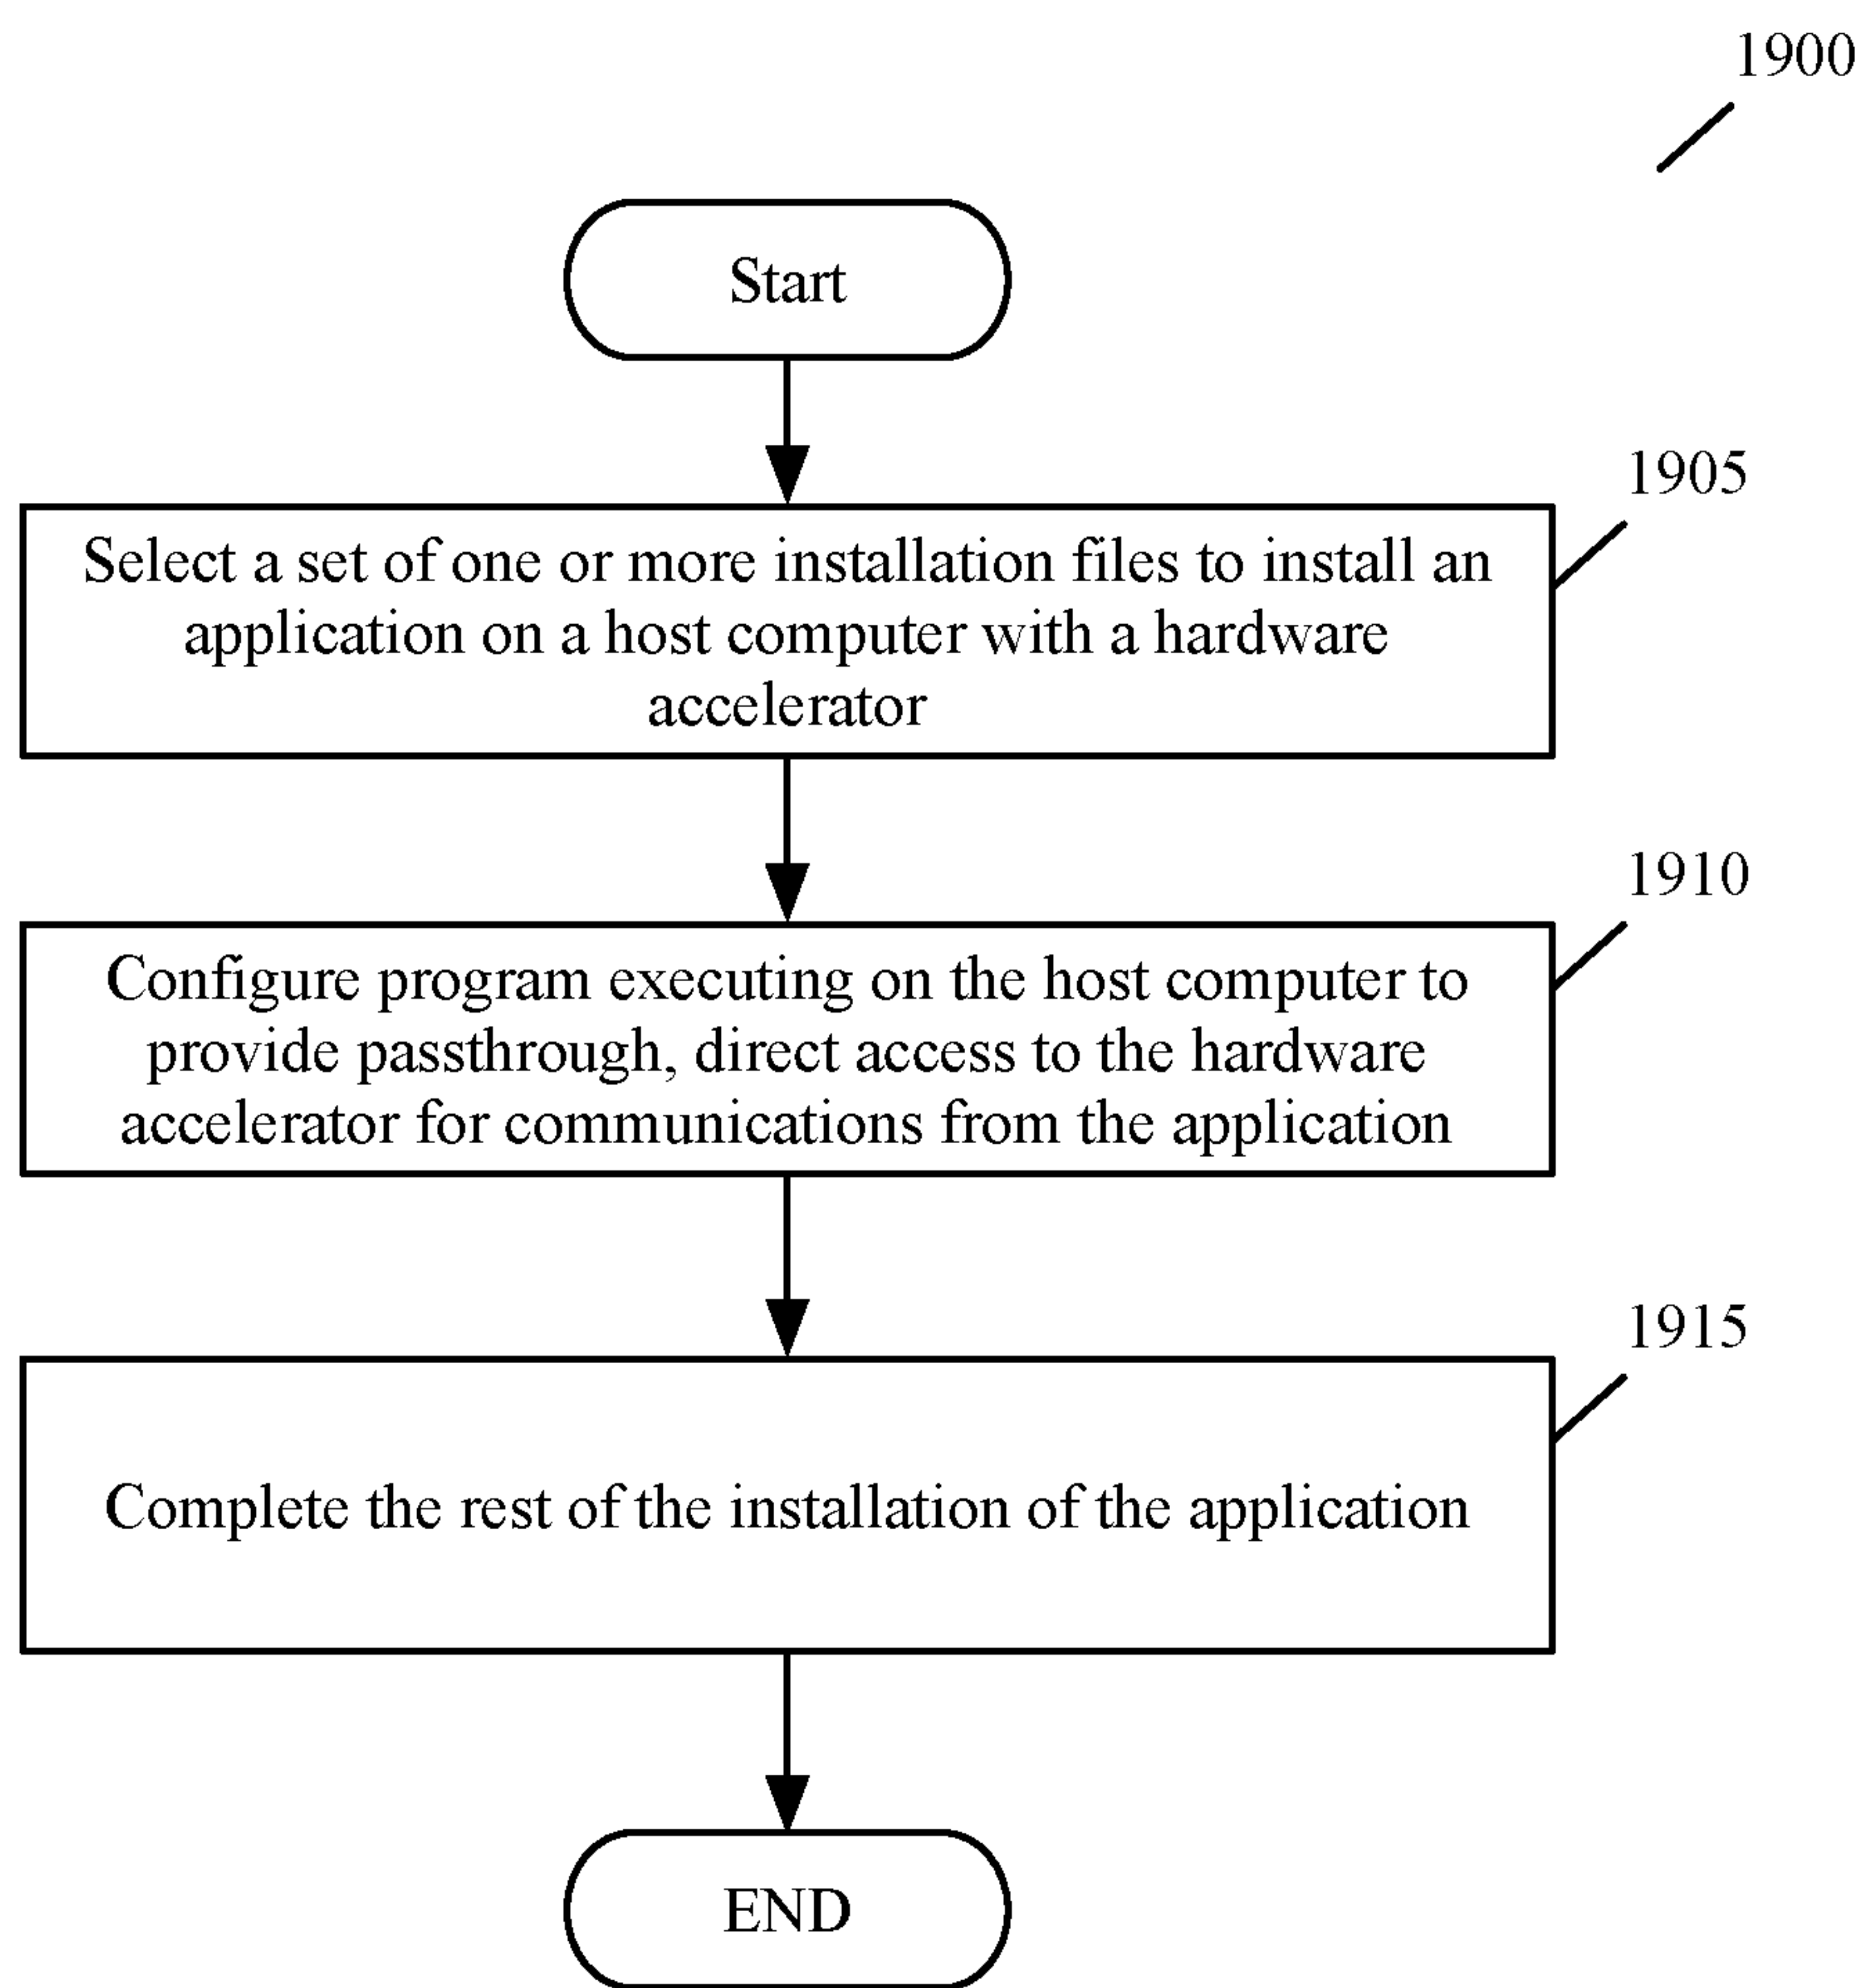 1900
Start
1905
Select a set of one or more installation files to install an
application on a host computer with a hardware
accelerator
1910
Configure program executing on the host computer to
provide passthrough, direct access to the hardware
accelerator for communications from the application
1915
Complete the rest of the installation of the application
END